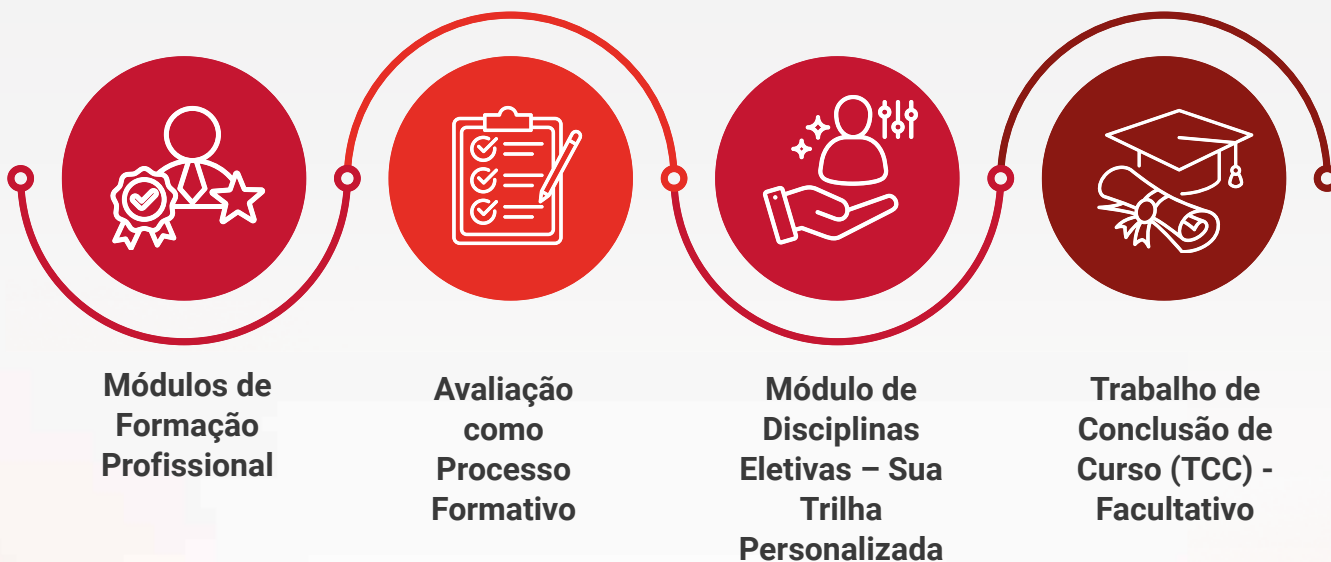 Módulos de
Formação
Profissional
Avaliação
como
Processo
Formativo
Módulo de
Disciplinas
Eletivas – Sua
Trilha
Personalizada
Trabalho de
Conclusão de
Curso (TCC) -
Facultativo